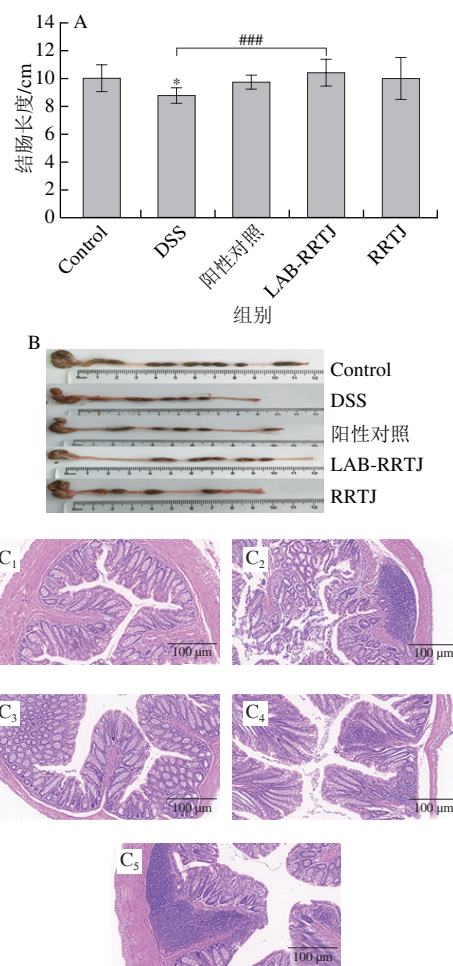 A
14
12
10
8
6
4
2
0
结肠长度/cm
*
###
Control
DSS
阳性对照
LAB-RRTJ
RRTJ
组别
B
Control
DSS
阳性对照
LAB-RRTJ
RRTJ
C1
100 μm
C2
100 μm
C3
100 μm
C4
100 μm
C5
100 μm